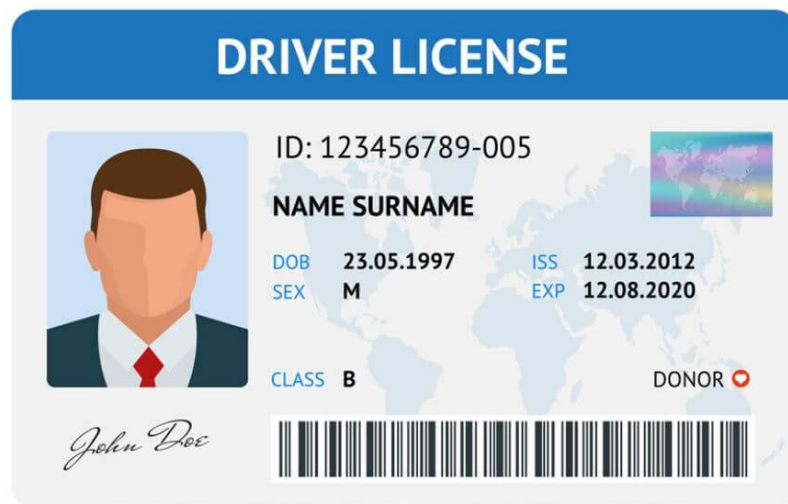 DRIVER LICENSE
ID: 123456789-005
NAME SURNAME
DOB 23.05.1997 ISS 12.03.2012
SEX M EXP 12.08.2020
CLASS B DONOR
John Doe